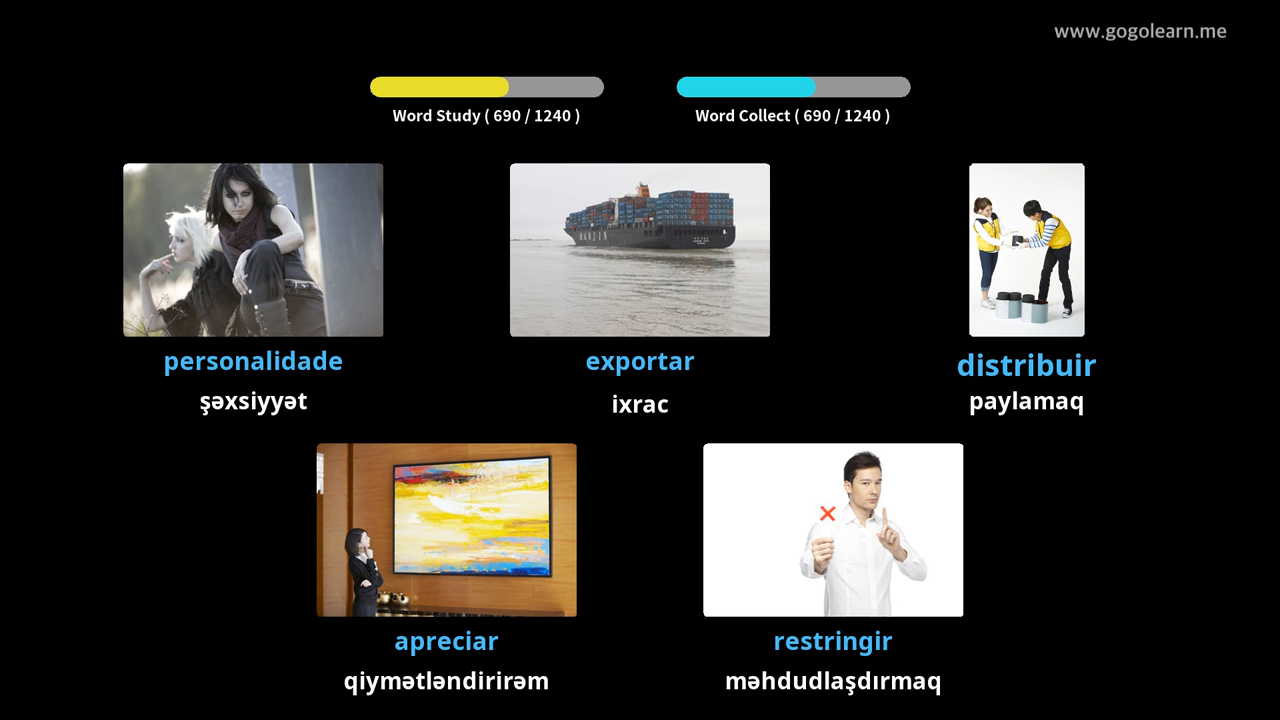 www.gogolearn.me
Word Study ( 690 / 1240 )
Word Collect ( 690 / 1240 )
HANJIN
personalidade
exportar
distribuir
şəxsiyyət
ixrac
paylamaq
apreciar
restringir
qiymətləndirirəm
məhdudlaşdırmaq